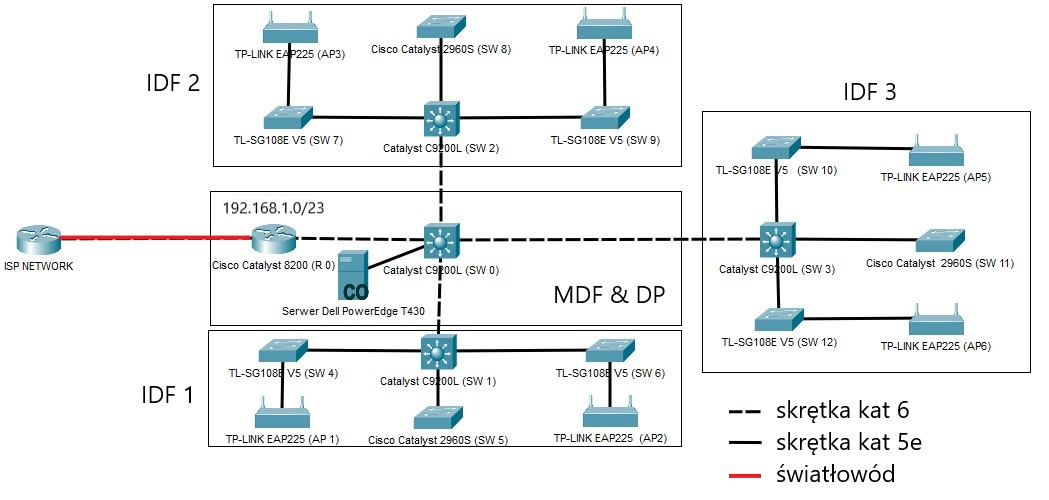 TP-LINK EAP225 (AP3)
Cisco Catalyst 2960S (SW 8)
TP-LINK EAP225 (AP4)
IDF 2
TL-SG108E V5 (SW 7)
Catalyst C9200L (SW 2)
TL-SG108E V5 (SW 9)
IDF 3
TL-SG108E V5 (SW 10)
TP-LINK EAP225 (AP5)
192.168.1.0/23
ISP NETWORK
Cisco Catalyst 8200 (R 0)
Catalyst C9200L (SW 0)
CO
Serwer Dell PowerEdge T430
MDF & DP
Catalyst C9200L (SW 3)
Cisco Catalyst 2960S (SW 11)
TL-SG108E V5 (SW 12)
TP-LINK EAP225 (AP6)
IDF 1
TL-SG108E V5 (SW 4)
Catalyst C9200L (SW 1)
TL-SG108E V5 (SW 6)
TP-LINK EAP225 (AP 1)
Cisco Catalyst 2960S (SW 5)
TP-LINK EAP225 (AP2)
skrętka kat 6
skrętka kat 5e
światłowód